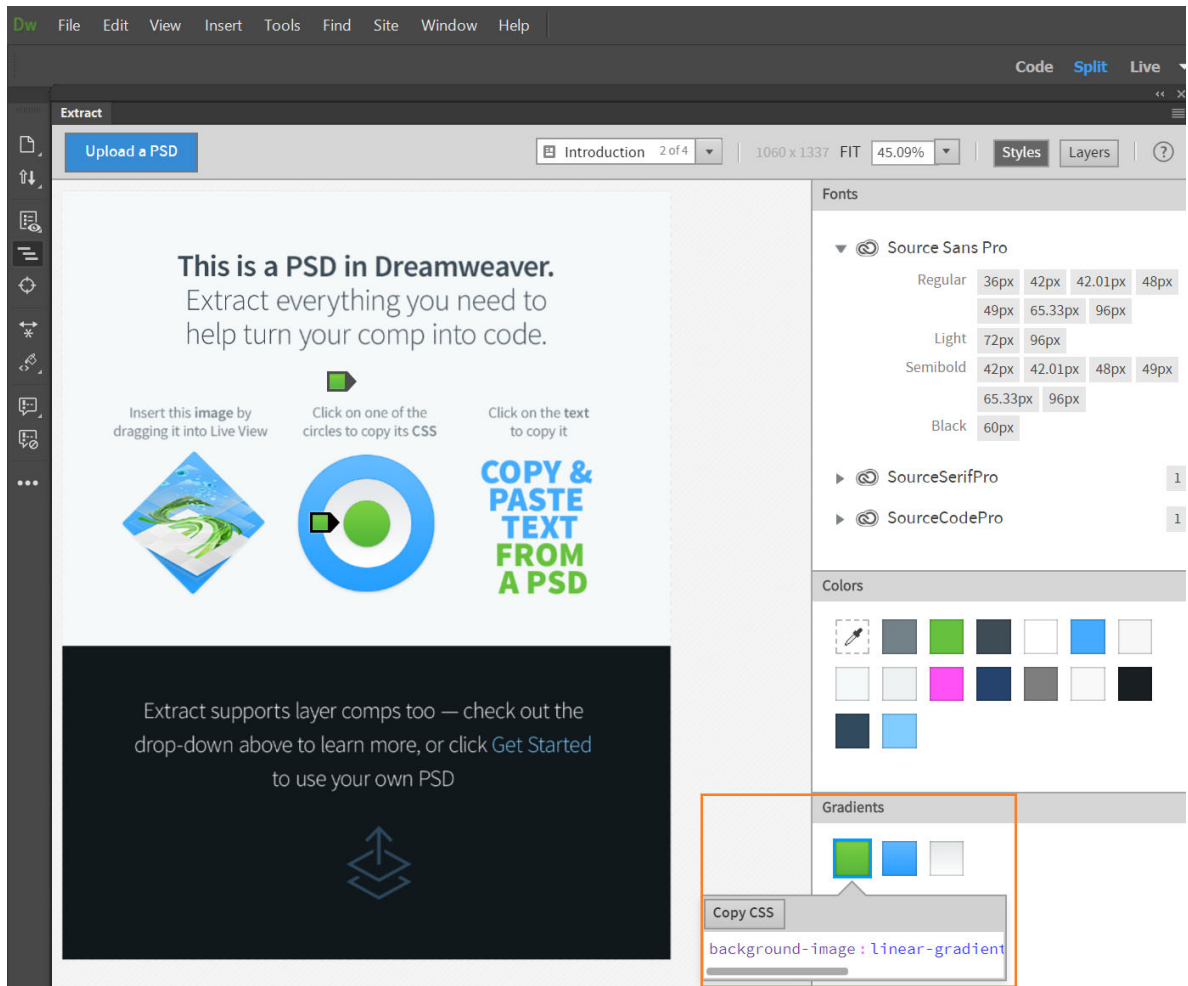 Dw File Edit View Insert Tools Find Site Window Help
Code Split Live
Extract
Upload a PSD
Introduction 2 of 4
1060 x 1337 FIT 45.09%
Styles Layers ?
This is a PSD in Dreamweaver.
Extract everything you need to
help turn your comp into code.
Insert this image by
dragging it into Live View
Click on one of the
circles to copy its CSS
Click on the text
to copy it
COPY &
PASTE
TEXT
FROM
A PSD
Extract supports layer comps too — check out the
drop-down above to learn more, or click Get Started
to use your own PSD
Fonts
Source Sans Pro
Regular 36px 42px 42.01px 48px
49px 65.33px 96px
Light 72px 96px
Semibold 42px 42.01px 48px 49px
65.33px 96px
Black 60px
SourceSerifPro 1
SourceCodePro 1
Colors
Gradients
Copy CSS
background-image : linear-gradient